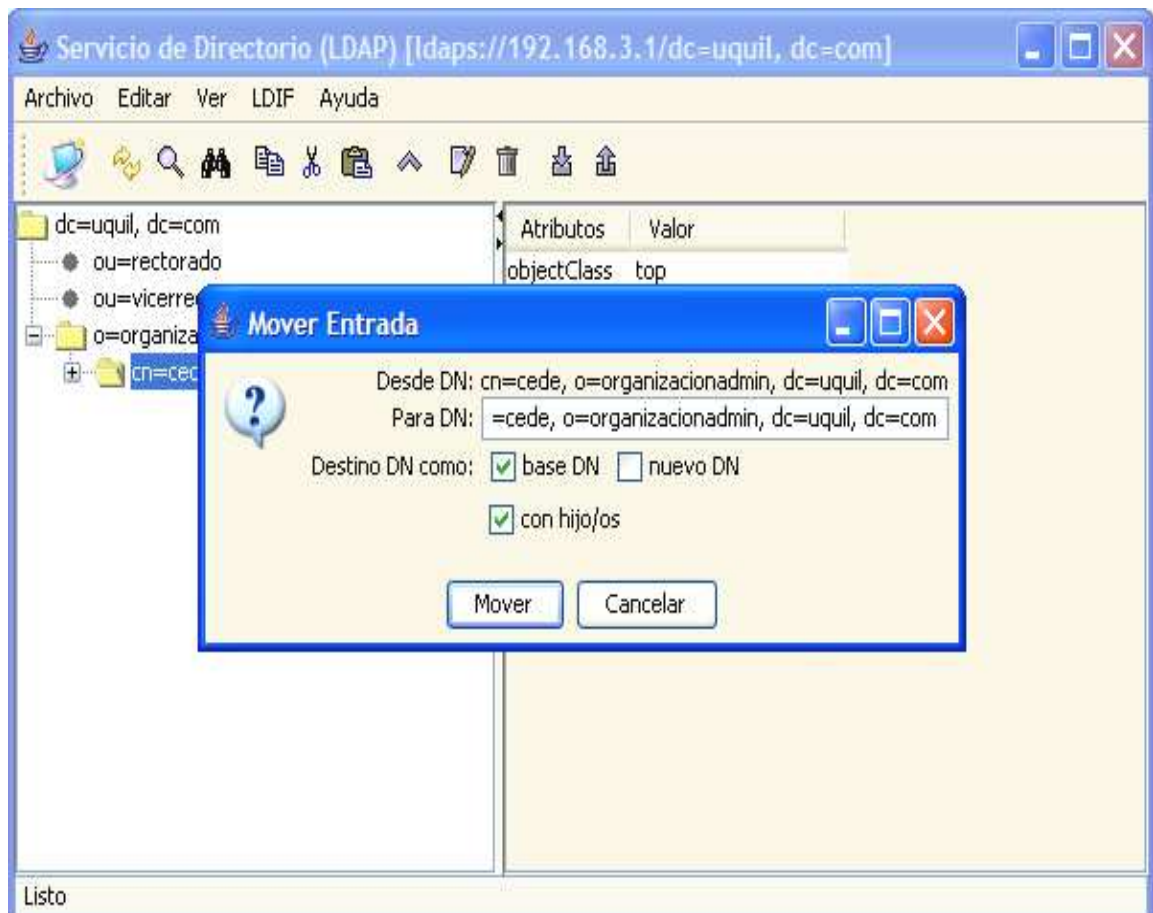 Servicio de Directorio (LDAP) [ldaps://192.168.3.1/dc=uquil, dc=com]
Archivo Editar Ver LDIF Ayuda
dc=uquil, dc=com
ou=rectorado
ou=vicerre
o=organiza
cn=cec
Atributos Valor
objectClass top
Mover Entrada
Desde DN: cn=cede, o=organizacionadmin, dc=uquil, dc=com
Para DN: =cede, o=organizacionadmin, dc=uquil, dc=com
Destino DN como: base DN nuevo DN
con hijo/os
Mover Cancelar
Listo